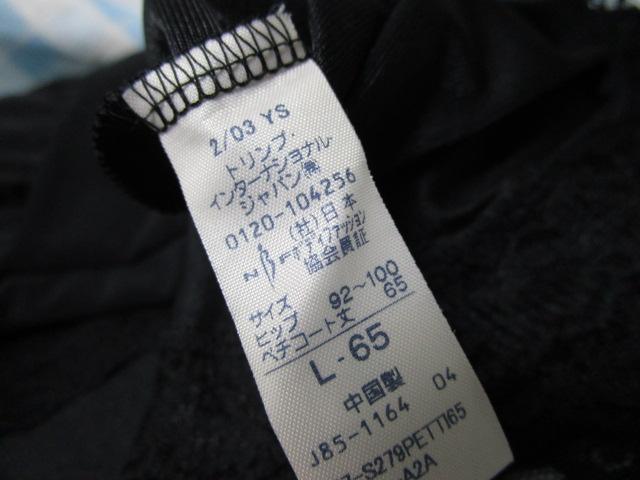 2/03 YS
トリンプ・
インターナショナル・
ジャパン㈱
0120-104256
(社)日本
ボディファッション
協会員証
サイズ
ヒップ 92~100
ペチコート丈 65
L-65
中国製
J85-1164 04
-S279PETTI65
-A2A